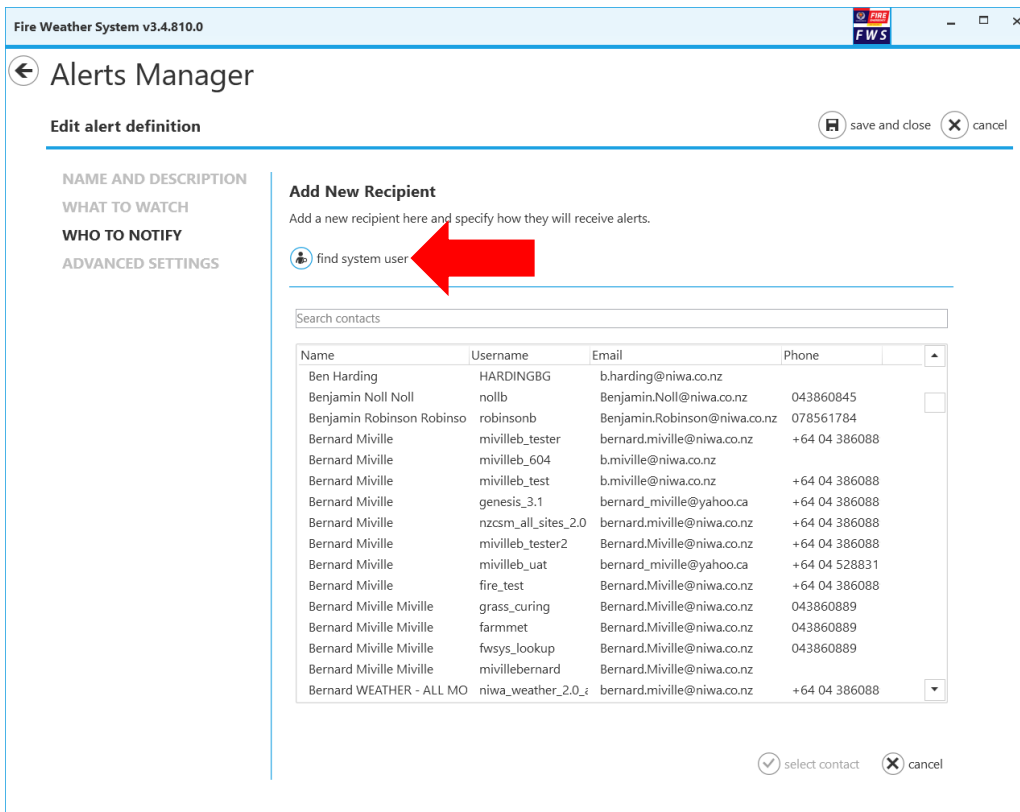 Fire Weather System v3.4.810.0
FIRE
FWS
Alerts Manager
Edit alert definition
save and close
cancel
NAME AND DESCRIPTION
WHAT TO WATCH
WHO TO NOTIFY
ADVANCED SETTINGS
Add New Recipient
Add a new recipient here and specify how they will receive alerts.
find system user
Search contacts
Name Username Email Phone
Ben Harding HARDINGBG b.harding@niwa.co.nz
Benjamin Noll Noll nollb Benjamin.Noll@niwa.co.nz 043860845
Benjamin Robinson Robinso robinsonb Benjamin.Robinson@niwa.co.nz 078561784
Bernard Miville mivilleb_tester bernard.miville@niwa.co.nz +64 04 386088
Bernard Miville mivilleb_604 b.miville@niwa.co.nz
Bernard Miville mivilleb_test b.miville@niwa.co.nz +64 04 386088
Bernard Miville genesis_3.1 bernard_miville@yahoo.ca +64 04 386088
Bernard Miville nzcsm_all_sites_2.0 bernard.miville@niwa.co.nz +64 04 386088
Bernard Miville mivilleb_tester2 Bernard.Miville@niwa.co.nz +64 04 386088
Bernard Miville mivilleb_uat bernard_miville@yahoo.ca +64 04 528831
Bernard Miville fire_test Bernard.Miville@niwa.co.nz +64 04 386088
Bernard Miville Miville grass_curing Bernard.Miville@niwa.co.nz 043860889
Bernard Miville Miville farmmet Bernard.Miville@niwa.co.nz 043860889
Bernard Miville Miville fwsys_lookup Bernard.Miville@niwa.co.nz 043860889
Bernard Miville Miville mivillebernard Bernard.Miville@niwa.co.nz
Bernard WEATHER - ALL MO niwa_weather_2.0_a bernard.miville@niwa.co.nz +64 04 386088
select contact
cancel